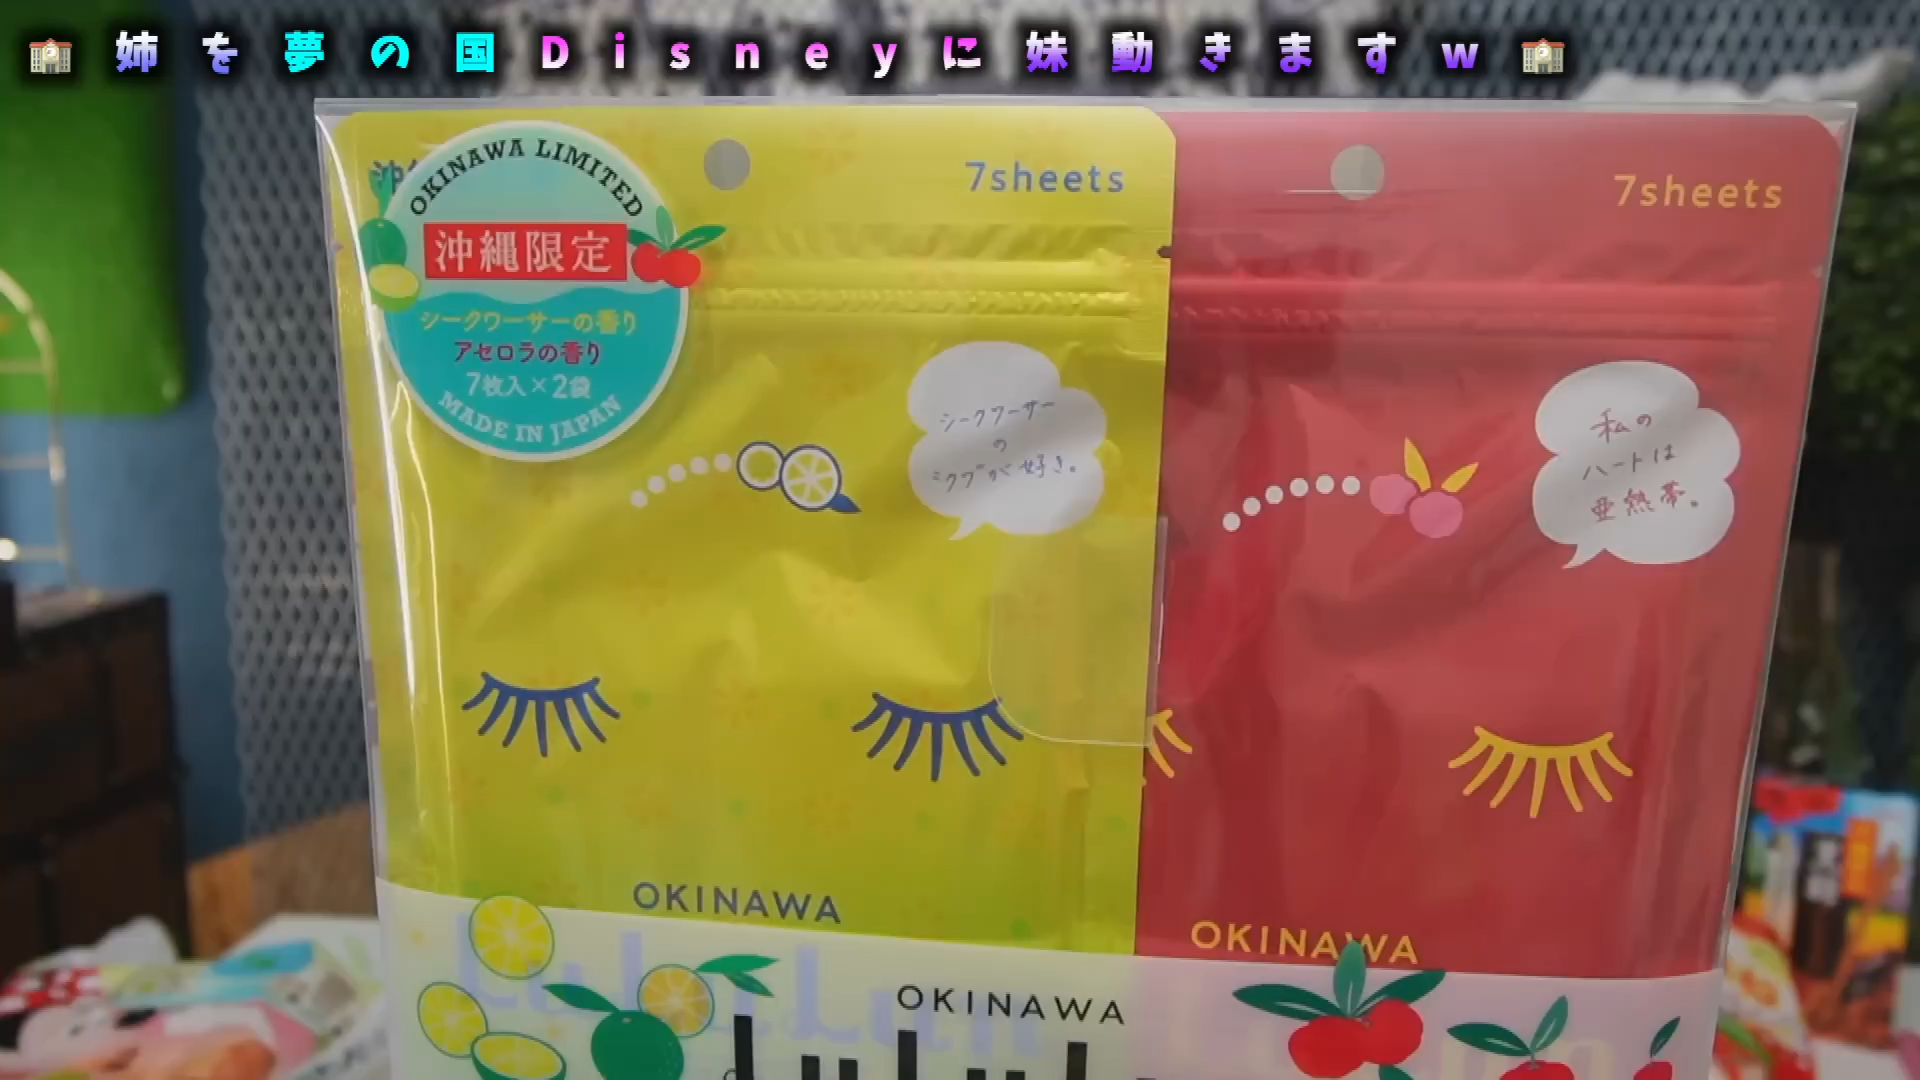 姉を夢の国Disneyに妹動きますw
OKINAWA LIMITED
沖縄限定
シークワーサーの香り
アセロラの香り
7枚入×2袋
MADE IN JAPAN
7sheets
シークワーサー
の
ミクブが好き。
OKINAWA
7sheets
私の
ハートは
亜熱帯。
OKINAWA
OKINAWA